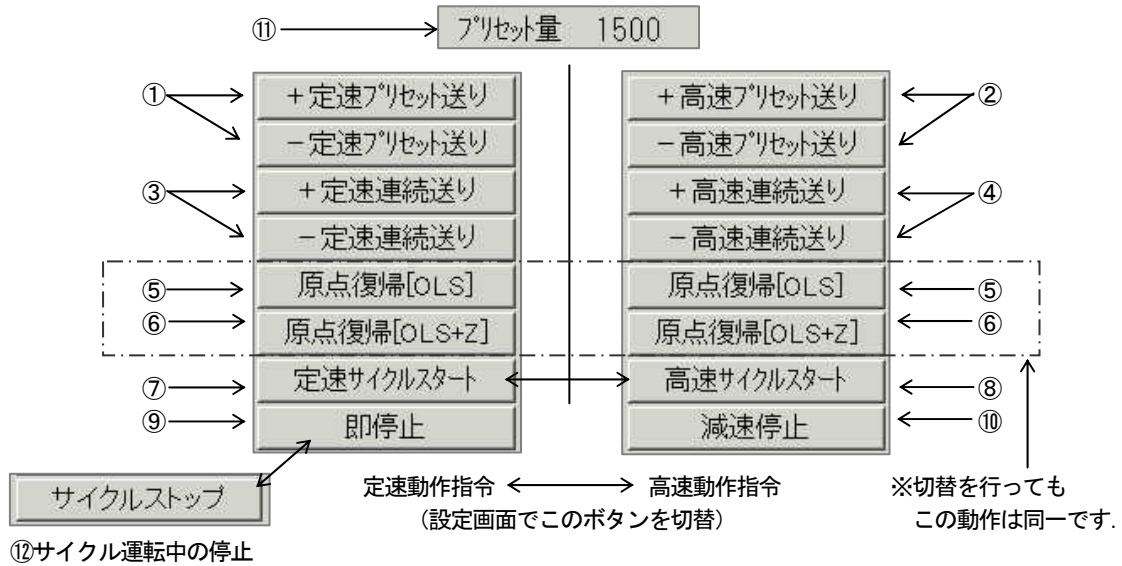 ⑪ プリセット量 1500
① +定速プリセット送り
－定速プリセット送り
③ +定速連続送り
－定速連続送り
⑤ 原点復帰[OLS]
⑥ 原点復帰[OLS+Z]
⑦ 定速サイクルスタート
⑨ 即停止
+高速プリセット送り ②
－高速プリセット送り
+高速連続送り ④
－高速連続送り
原点復帰[OLS] ⑤
原点復帰[OLS+Z] ⑥
高速サイクルスタート ⑧
減速停止 ⑩
サイクルストップ
⑫サイクル運転中の停止
定速動作指令 高速動作指令
（設定画面でこのボタンを切替）
※切替を行っても
この動作は同一です.